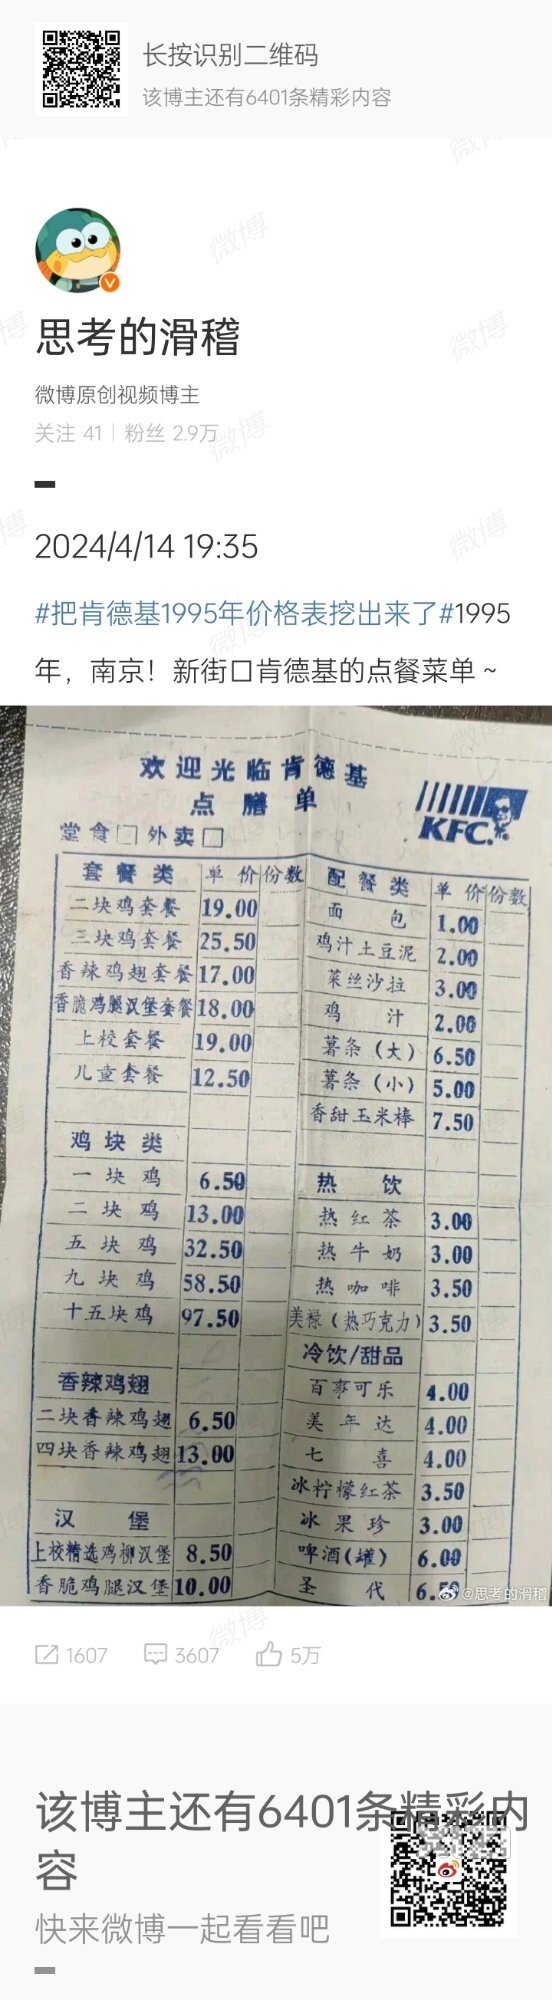 长按识别二维码
该博主还有6401条精彩内容
思考的滑稽
微博原创视频博主
关注 41 | 粉丝 2.9万
2024/4/14 19:35
#把肯德基1995年价格表挖出来了#1995
年，南京！新街口肯德基的点餐菜单～
欢迎光临肯德基
点膳单
KFC.
堂食□外卖□
套餐类 单价 份数
二块鸡套餐 19.00
三块鸡套餐 25.50
香辣鸡翅套餐 17.00
香脆鸡腿汉堡套餐 18.00
上校套餐 19.00
儿童套餐 12.50
鸡块类
一块鸡 6.50
二块鸡 13.00
五块鸡 32.50
九块鸡 58.50
十五块鸡 97.50
香辣鸡翅
二块香辣鸡翅 6.50
四块香辣鸡翅 13.00
汉堡
上校精选鸡柳汉堡 8.50
香脆鸡腿汉堡 10.00
配餐类 单价 份数
面包 1.00
鸡汁土豆泥 2.00
菜丝沙拉 3.00
鸡汁 2.00
薯条（大） 6.50
薯条（小） 5.00
香甜玉米棒 7.50
热饮
热红茶 3.00
热牛奶 3.00
热咖啡 3.50
美禄（热巧克力） 3.50
冷饮/甜品
百事可乐 4.00
美年达 4.00
七喜 4.00
冰柠檬红茶 3.50
冰果珍 3.00
啤酒(罐) 6.00
圣代 6.50
@思考的滑稽
1607
3607
5万
该博主还有6401条精彩内
容
快来微博一起看看吧
微博